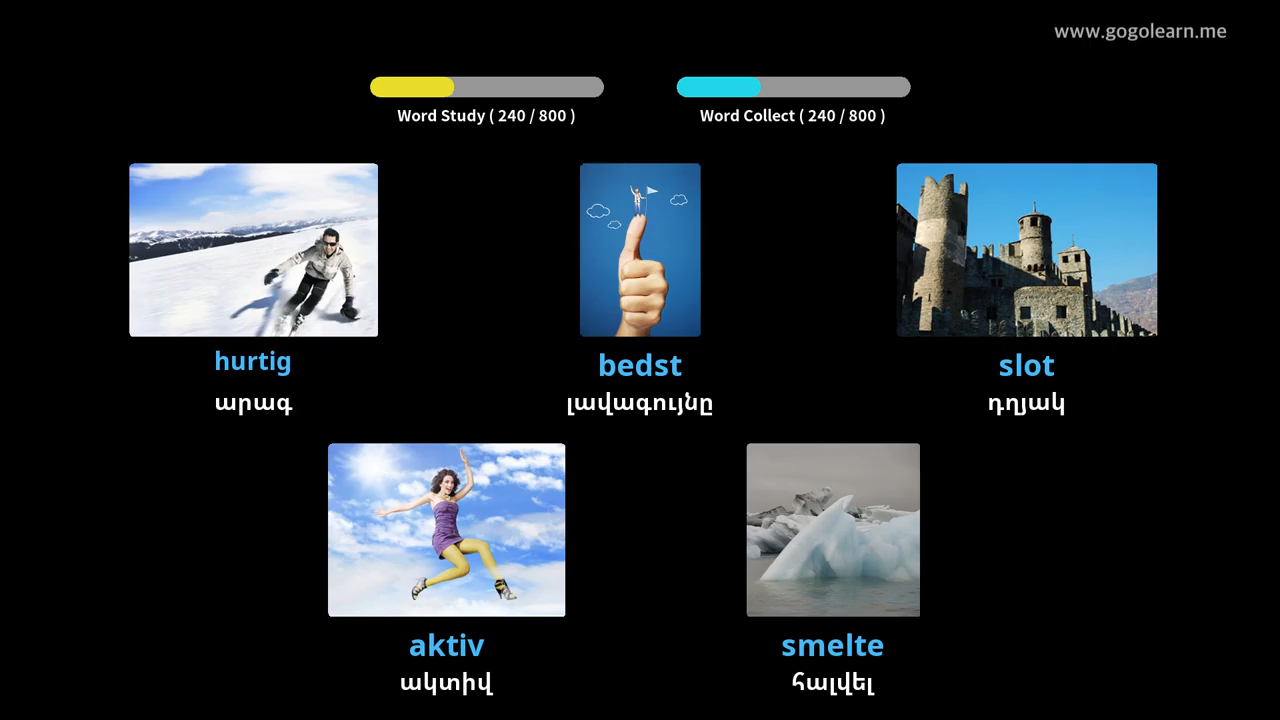 www.gogolearn.me
Word Study ( 240 / 800 )
Word Collect ( 240 / 800 )
hurtig
արագ
bedst
լավագույնը
slot
դղյակ
aktiv
ակտիվ
smelte
հալվել